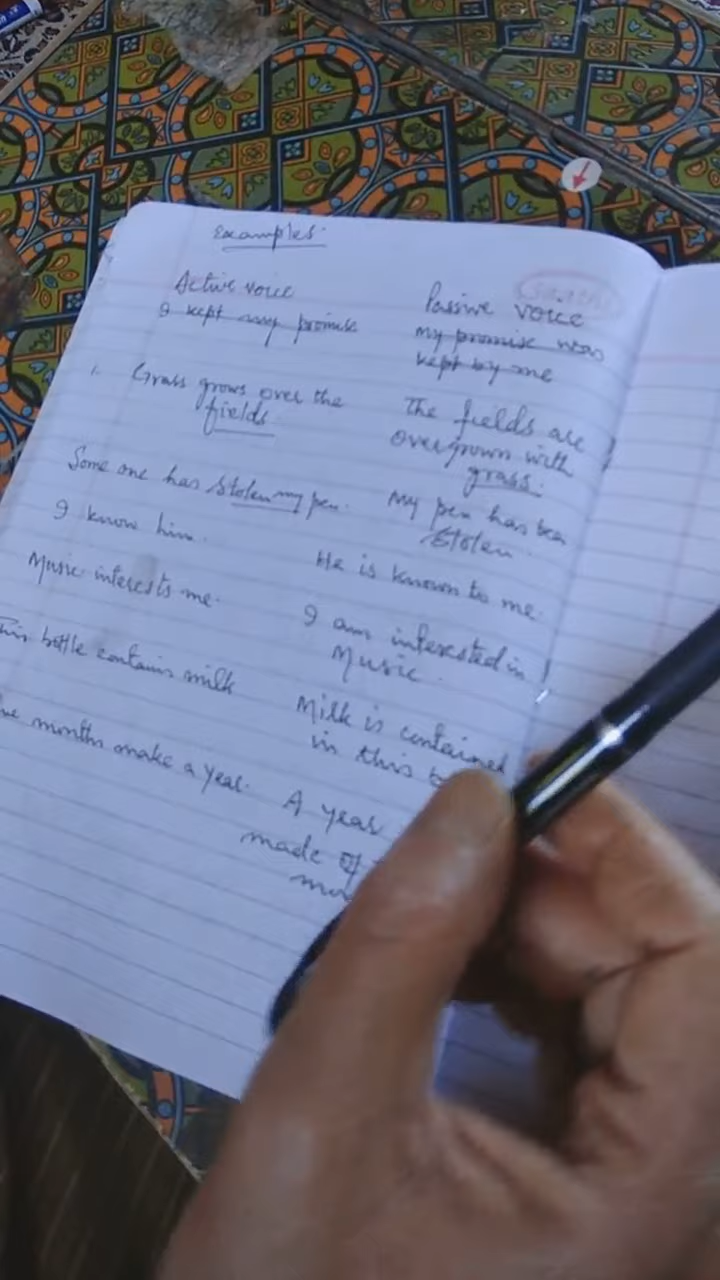 Examples:
Active voice
Passive voice
I kept my promise
my promise was
kept by me
1. Grass grows over the
fields.
The fields are
overgrown with
grass.
Some one has stolen my pen.
My pen has been
stolen.
I know him.
He is known to me.
Music interests me.
I am interested in
Music.
This bottle contains milk
Milk is contained
in this
months make a year.
A year
made of